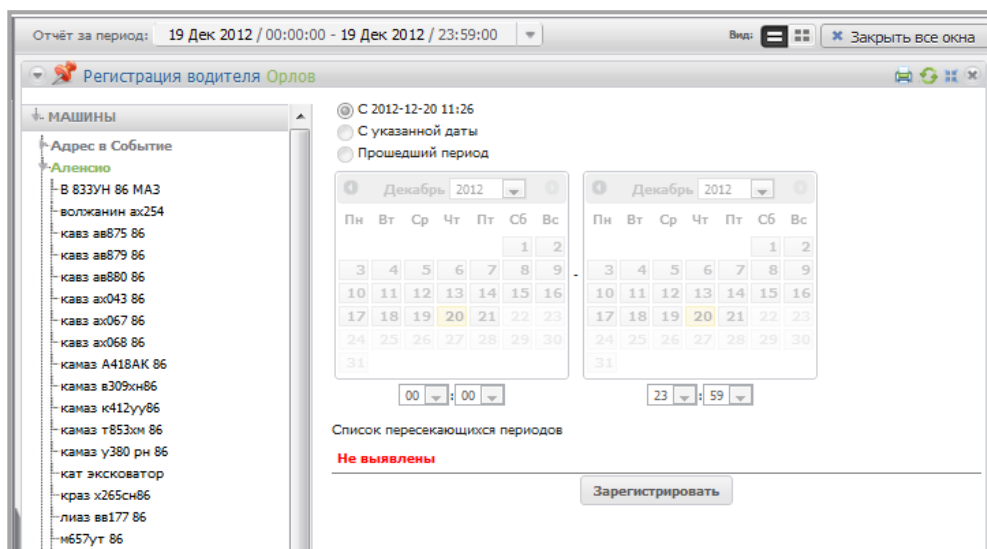 Отчёт за период: 19 Дек 2012 / 00:00:00 - 19 Дек 2012 / 23:59:00 Вид: Закрыть все окна
Регистрация водителя Орлов
МАШИНЫ
Адрес в Событие
Аленсио
В 833УН 86 МАЗ
волжанин ах254
кавз ав875 86
кавз ав879 86
кавз ав880 86
кавз ах043 86
кавз ах067 86
кавз ах068 86
камаз А418АК 86
камаз в309хн86
камаз к412уу86
камаз т853хм 86
камаз у380 рн 86
кат эксковатор
краз х265сн86
лиаз вв177 86
м657ут 86
С 2012-12-20 11:26
С указанной даты
Прошедший период
Декабрь 2012
Пн Вт Ср Чт Пт Сб Вс
1 2
3 4 5 6 7 8 9
10 11 12 13 14 15 16
17 18 19 20 21 22 23
24 25 26 27 28 29 30
31
00 : 00
-
Декабрь 2012
Пн Вт Ср Чт Пт Сб Вс
1 2
3 4 5 6 7 8 9
10 11 12 13 14 15 16
17 18 19 20 21 22 23
24 25 26 27 28 29 30
31
23 : 59
Список пересекающихся периодов
Не выявлены
Зарегистрировать